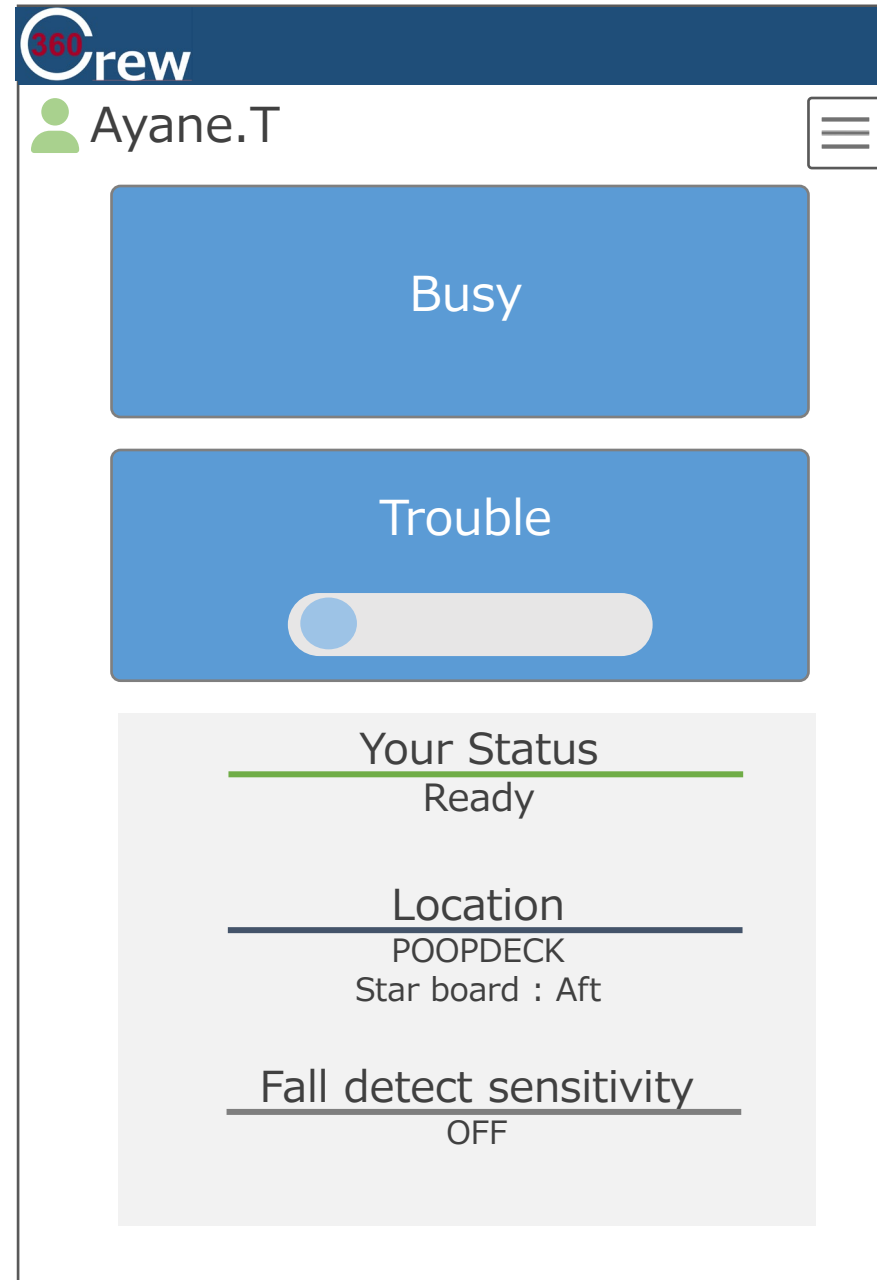 360 Crew
Ayane.T
Busy
Trouble
Your Status
Ready
Location
POOPDECK
Star board : Aft
Fall detect sensitivity
OFF